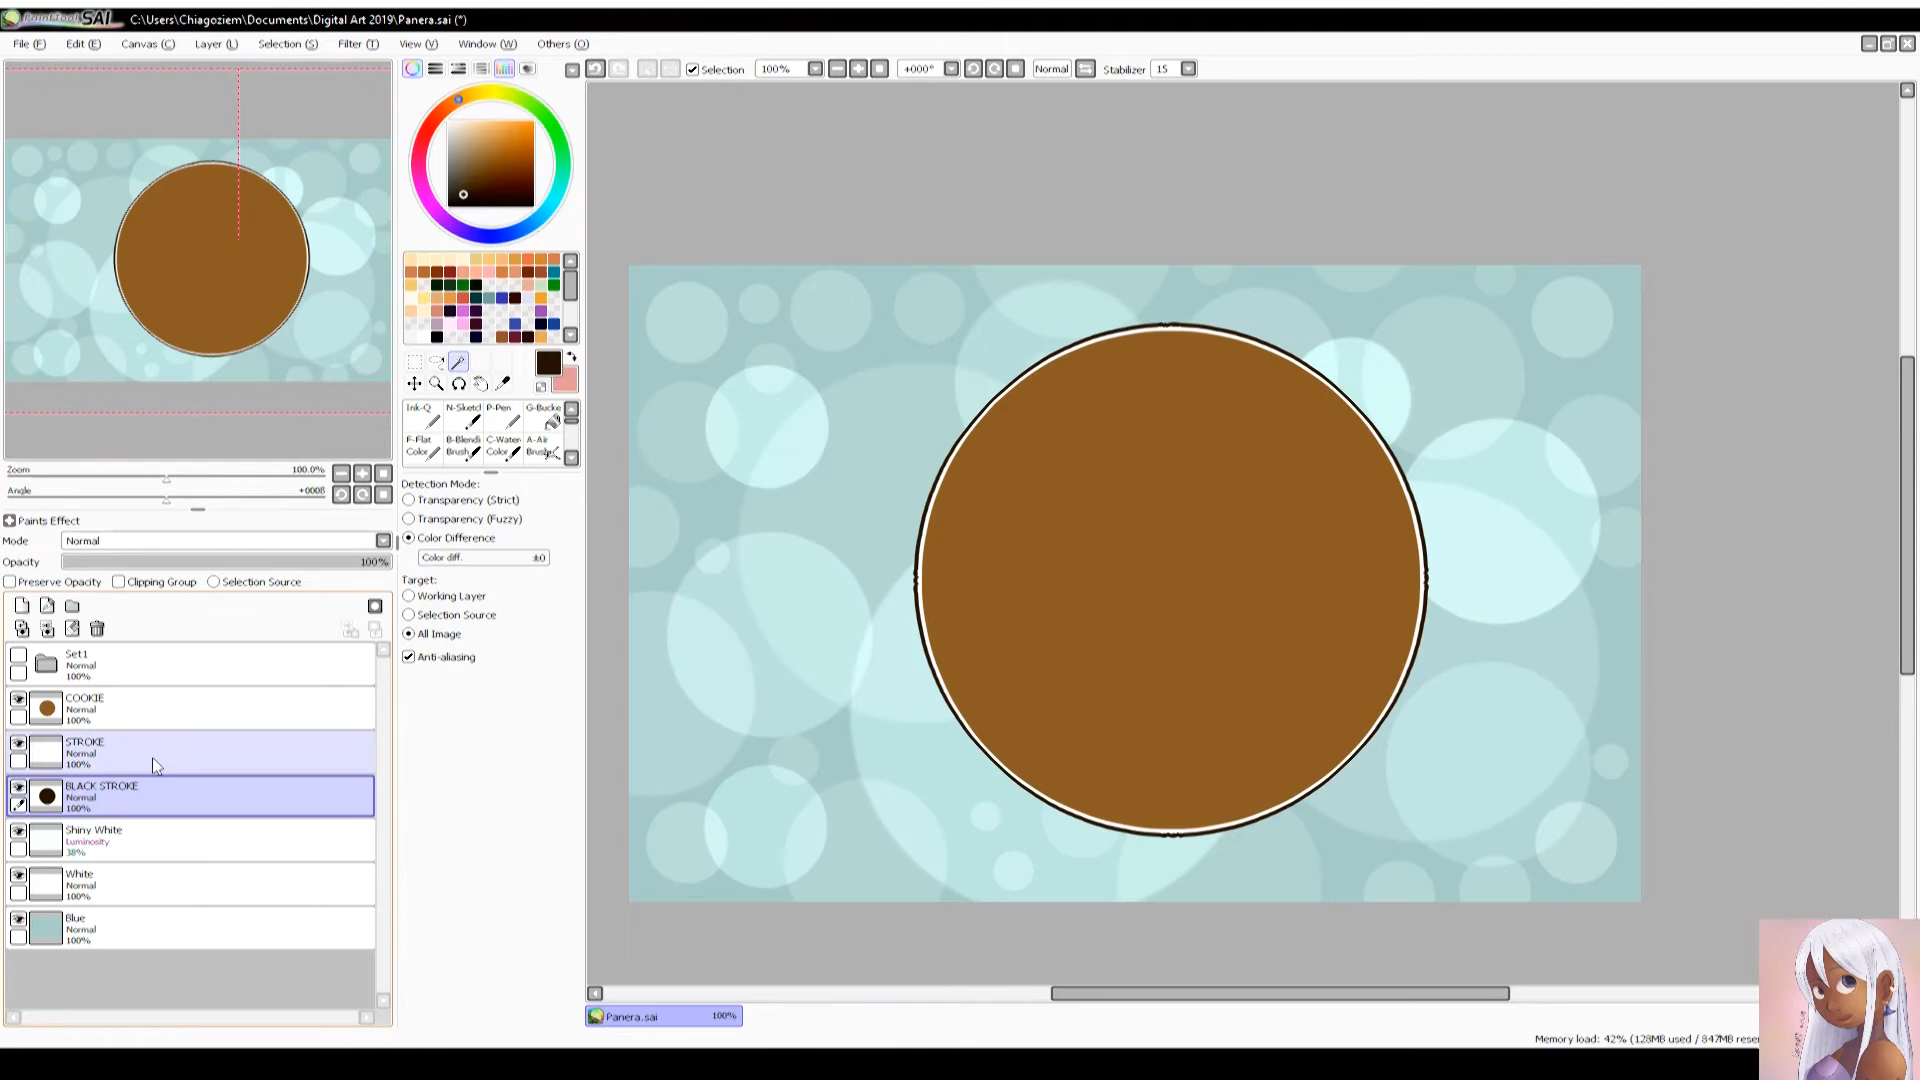 PaintTool SAI C:\Users\Chiagoziem\Documents\Digital Art 2019\Panera.sai (*)
File (F) Edit (E) Canvas (C) Layer (L) Selection (S) Filter (T) View (V) Window (W) Others (O)
Selection 100% +000° Normal Stabilizer 15
Ink-Q N-Sketcl P-Pen G-Bucke
F-Flat Color B-Blendi Brush C-Water Color A-Air Brush
Zoom 100.0%
Angle +000ß
Paints Effect
Mode Normal
Opacity 100%
Preserve Opacity Clipping Group Selection Source
Set1
Normal
100%
COOKIE
Normal
100%
STROKE
Normal
100%
BLACK STROKE
Normal
100%
Shiny White
Luminosity
38%
White
Normal
100%
Blue
Normal
100%
Detection Mode:
Transparency (Strict)
Transparency (Fuzzy)
Color Difference
Color diff. ±0
Target:
Working Layer
Selection Source
All Image
Anti-aliasing
Panera.sai 100%
Memory load: 42% (128MB used / 847MB rese